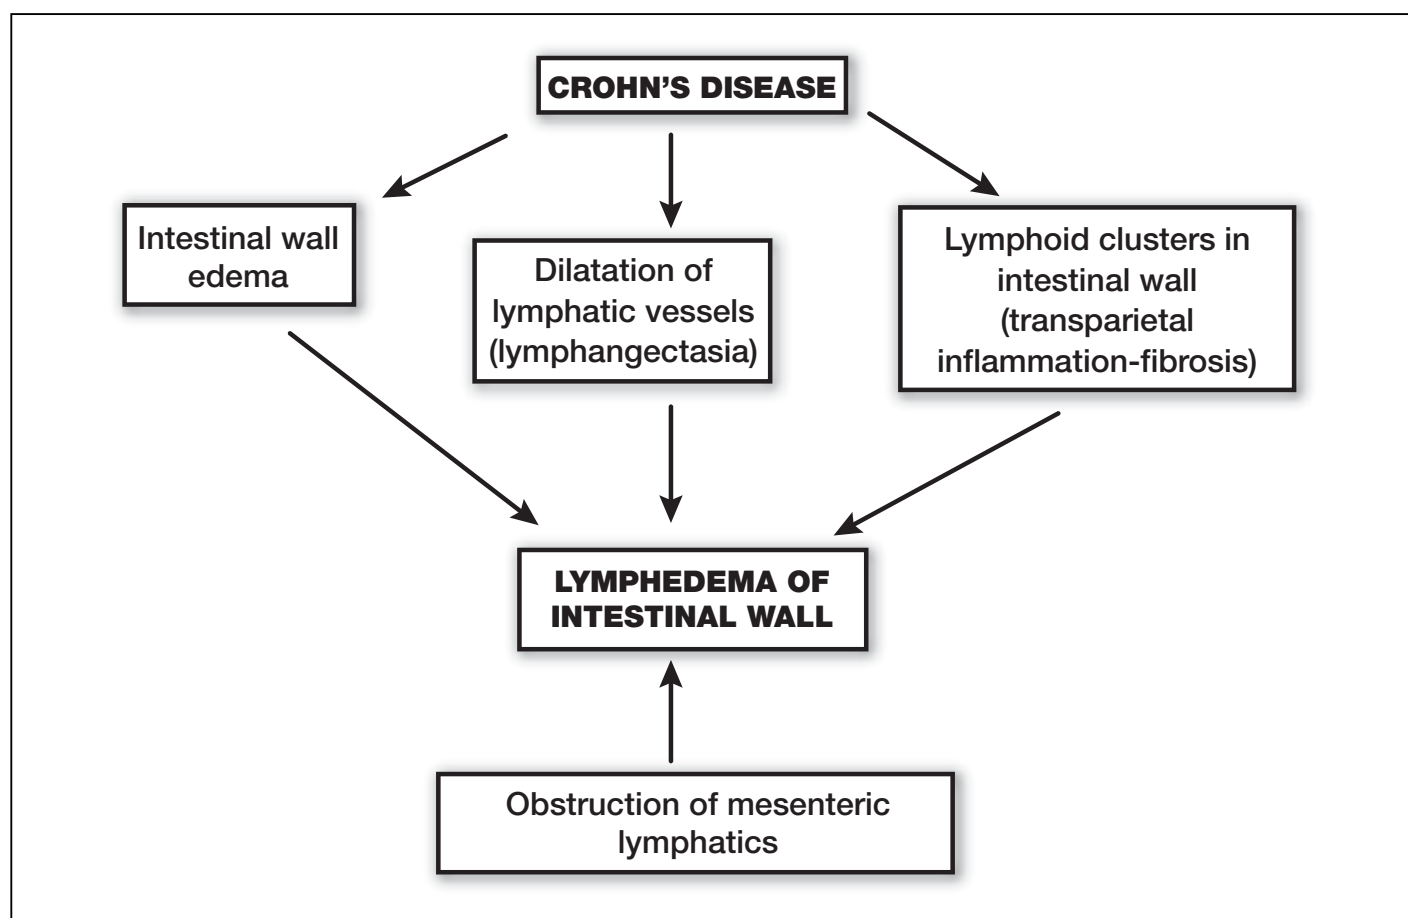 CROHN’S DISEASE
Intestinal wall
edema
Dilatation of
lymphatic vessels
(lymphangectasia)
Lymphoid clusters in
intestinal wall
(transparietal
inflammation-fibrosis)
LYMPHEDEMA OF
INTESTINAL WALL
Obstruction of mesenteric
lymphatics